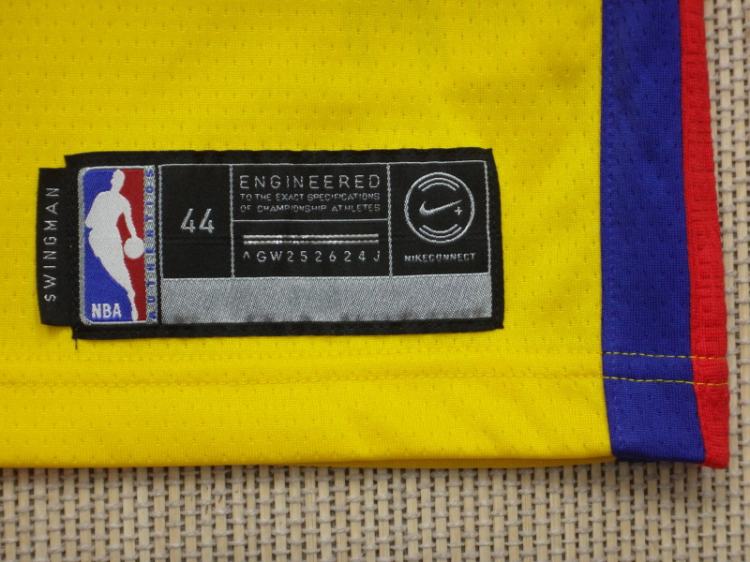 SWINGMAN
NBA
AUTHENTICS
44
ENGINEERED
TO THE EXACT SPECIFICATIONS
OF CHAMPIONSHIP ATHLETES
^GW252624J
NIKECONNECT